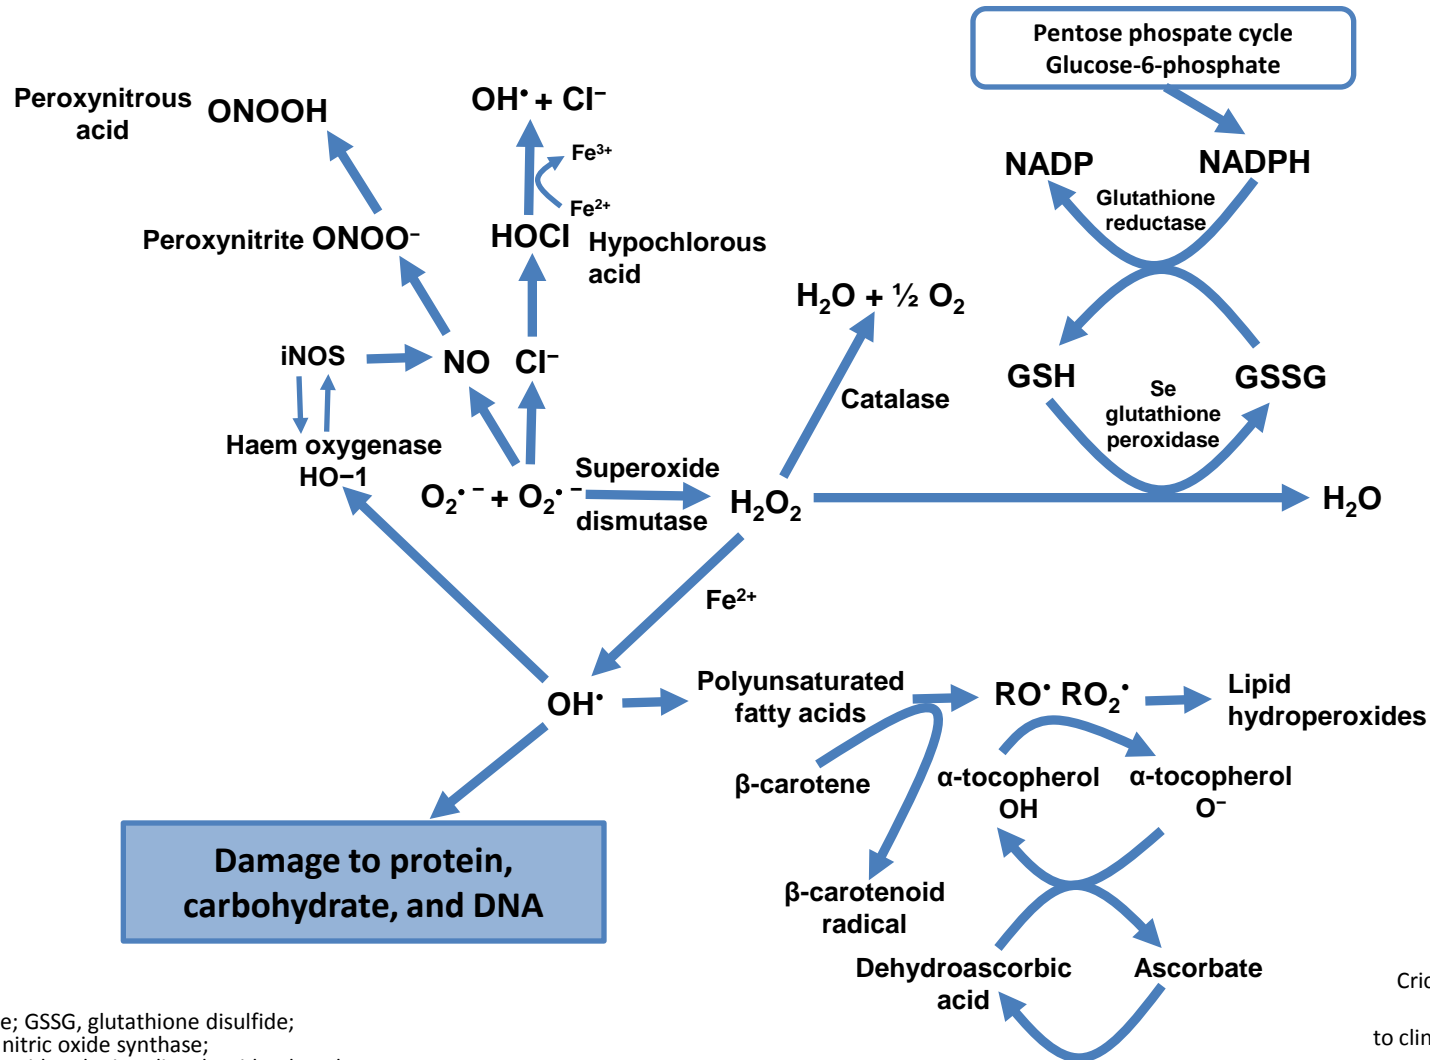 Pentose phospate cycle
Glucose-6-phosphate
Peroxynitrous
acid
ONOOH
OH• + Cl–
Fe3+
Fe2+
NADP
NADPH
Glutathione
reductase
Peroxynitrite ONOO–
HOCl
Hypochlorous
acid
H2O + ½ O2
iNOS
NO
Cl–
GSH
GSSG
Catalase
Se
glutathione
peroxidase
Haem oxygenase
HO–1
O2• – + O2• –
Superoxide
dismutase
H2O2
H2O
Fe2+
OH•
Polyunsaturated
fatty acids
RO• RO2•
Lipid
hydroperoxides
β-carotene
α-tocopherol
OH
α-tocopherol
O–
Damage to protein,
carbohydrate, and DNA
β-carotenoid
radical
Dehydroascorbic
acid
Ascorbate
e; GSSG, glutathione disulfide;
nitric oxide synthase;
to